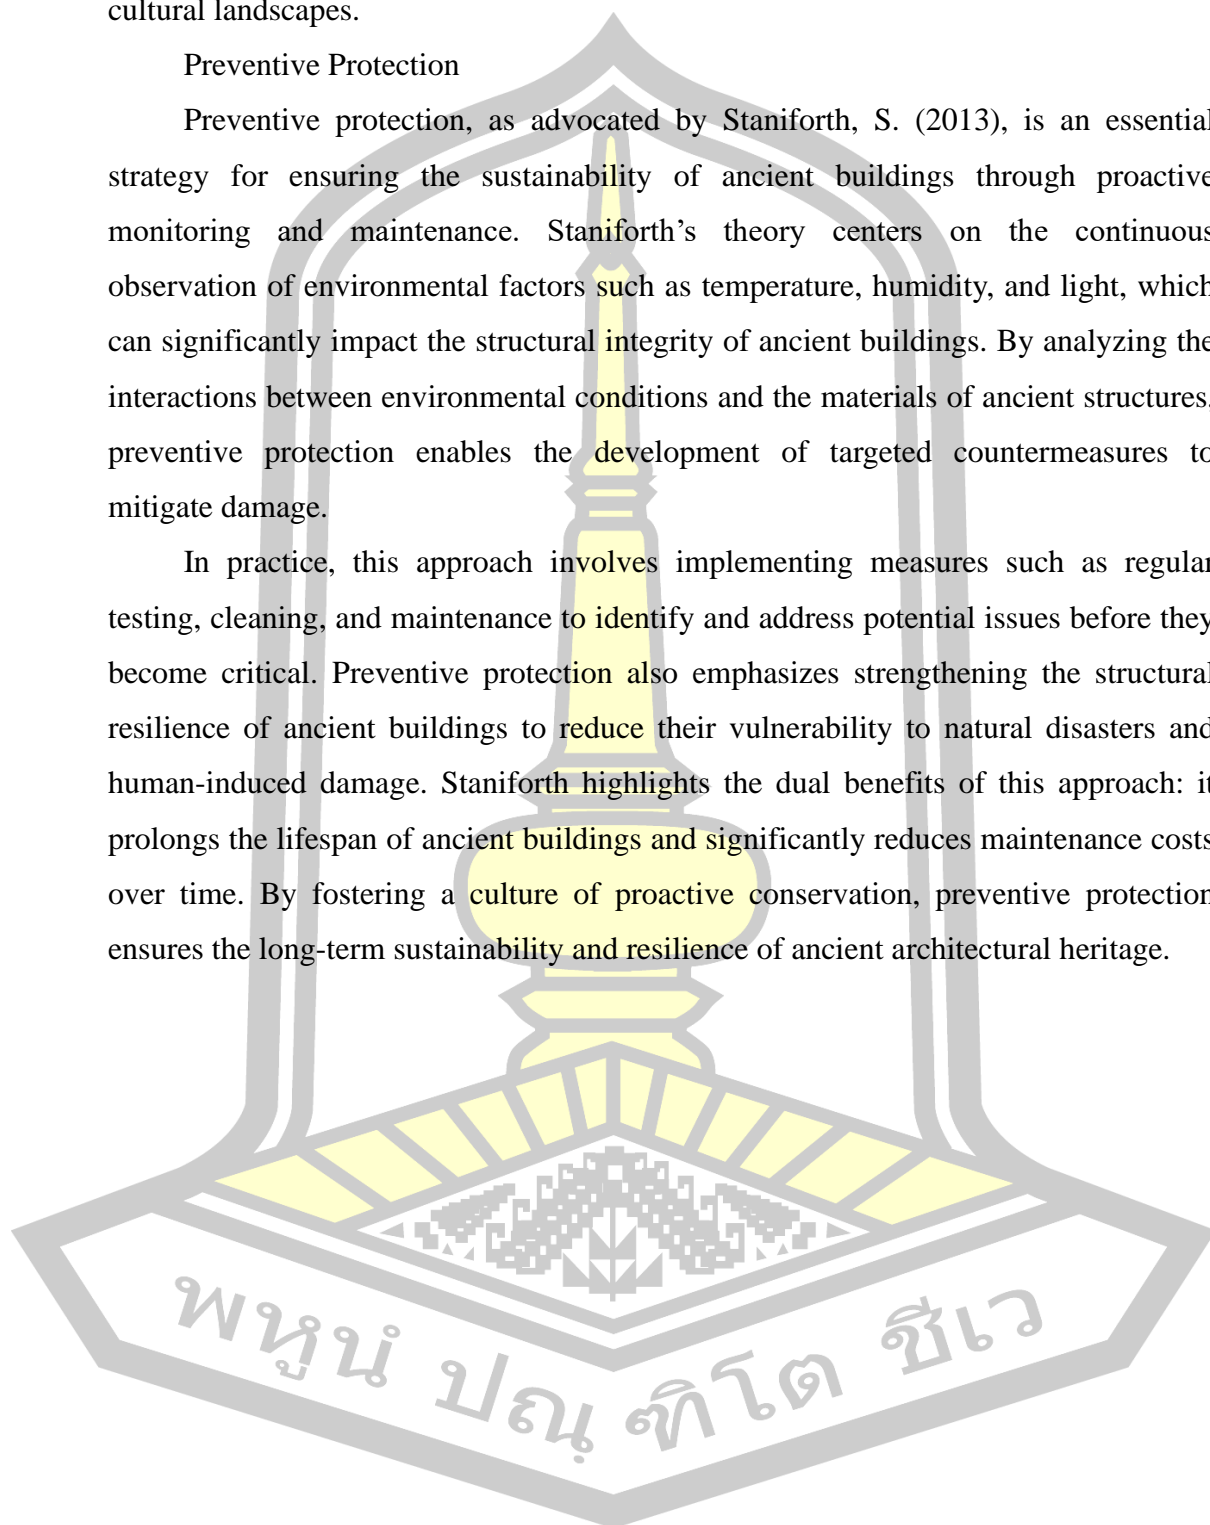 cultural landscapes.
Preventive Protection
Preventive protection, as advocated by Staniforth, S. (2013), is an essential
strategy for ensuring the sustainability of ancient buildings through proactive
monitoring and maintenance. Staniforth’s theory centers on the continuous
observation of environmental factors such as temperature, humidity, and light, which
can significantly impact the structural integrity of ancient buildings. By analyzing the
interactions between environmental conditions and the materials of ancient structures,
preventive protection enables the development of targeted countermeasures to
mitigate damage.
In practice, this approach involves implementing measures such as regular
testing, cleaning, and maintenance to identify and address potential issues before they
become critical. Preventive protection also emphasizes strengthening the structural
resilience of ancient buildings to reduce their vulnerability to natural disasters and
human-induced damage. Staniforth highlights the dual benefits of this approach: it
prolongs the lifespan of ancient buildings and significantly reduces maintenance costs
over time. By fostering a culture of proactive conservation, preventive protection
ensures the long-term sustainability and resilience of ancient architectural heritage.
พหูนํ ปณฺฑิโต ชีเว